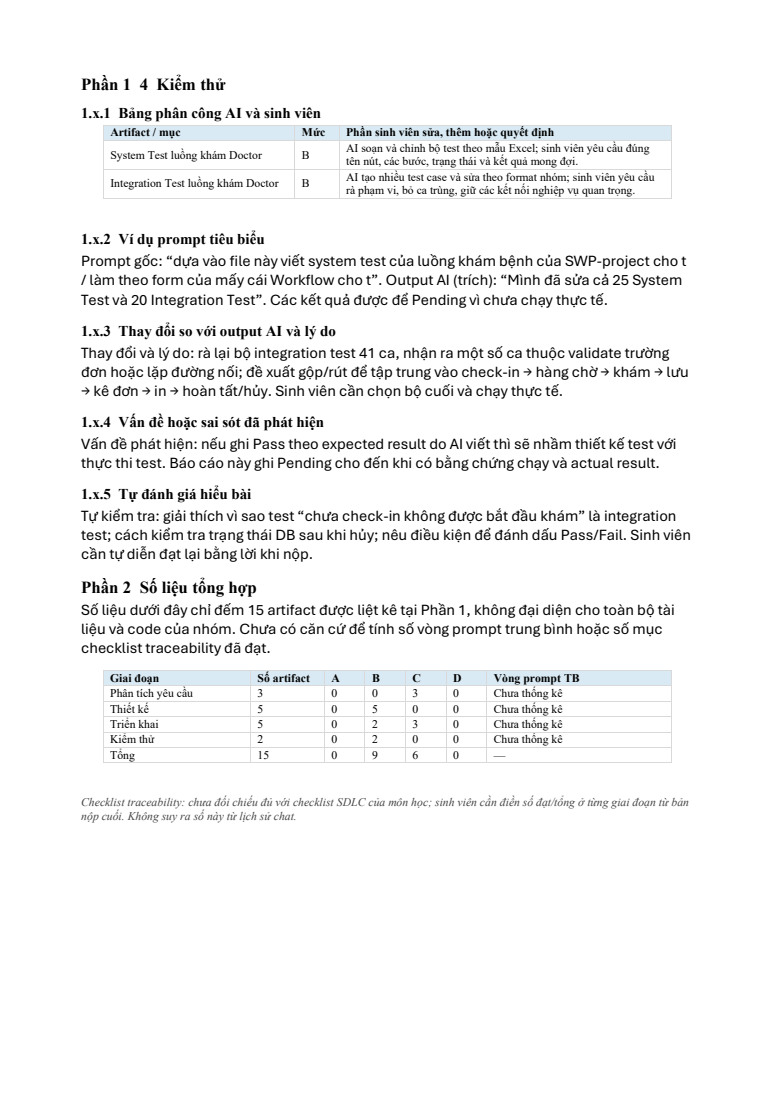 Phần 1 4 Kiểm thử
1.x.1 Bảng phân công AI và sinh viên
Artifact / mục Mức Phần sinh viên sửa, thêm hoặc quyết định
System Test luồng khám Doctor B AI soạn và chỉnh bộ test theo mẫu Excel; sinh viên yêu cầu đúng
tên nút, các bước, trạng thái và kết quả mong đợi.
Integration Test luồng khám Doctor B AI tạo nhiều test case và sửa theo format nhóm; sinh viên yêu cầu
rà phạm vi, bỏ ca trùng, giữ các kết nối nghiệp vụ quan trọng.
1.x.2 Ví dụ prompt tiêu biểu
Prompt gốc: “dựa vào file này viết system test của luồng khám bệnh của SWP-project cho t
/ làm theo form của mấy cái Workflow cho t”. Output AI (trích): “Mình đã sửa cả 25 System
Test và 20 Integration Test”. Các kết quả được để Pending vì chưa chạy thực tế.
1.x.3 Thay đổi so với output AI và lý do
Thay đổi và lý do: rà lại bộ integration test 41 ca, nhận ra một số ca thuộc validate trường
đơn hoặc lặp đường nối; đề xuất gộp/rút để tập trung vào check-in → hàng chờ → khám → lưu
→ kê đơn → in → hoàn tất/hủy. Sinh viên cần chọn bộ cuối và chạy thực tế.
1.x.4 Vấn đề hoặc sai sót đã phát hiện
Vấn đề phát hiện: nếu ghi Pass theo expected result do AI viết thì sẽ nhầm thiết kế test với
thực thi test. Báo cáo này ghi Pending cho đến khi có bằng chứng chạy và actual result.
1.x.5 Tự đánh giá hiểu bài
Tự kiểm tra: giải thích vì sao test “chưa check-in không được bắt đầu khám” là integration
test; cách kiểm tra trạng thái DB sau khi hủy; nêu điều kiện để đánh dấu Pass/Fail. Sinh viên
cần tự diễn đạt lại bằng lời khi nộp.
Phần 2 Số liệu tổng hợp
Số liệu dưới đây chỉ đếm 15 artifact được liệt kê tại Phần 1, không đại diện cho toàn bộ tài
liệu và code của nhóm. Chưa có căn cứ để tính số vòng prompt trung bình hoặc số mục
checklist traceability đã đạt.
Giai đoạn Số artifact A B C D Vòng prompt TB
Phân tích yêu cầu 3 0 0 3 0 Chưa thống kê
Thiết kế 5 0 5 0 0 Chưa thống kê
Triển khai 5 0 2 3 0 Chưa thống kê
Kiểm thử 2 0 2 0 0 Chưa thống kê
Tổng 15 0 9 6 0 —
Checklist traceability: chưa đối chiếu đủ với checklist SDLC của môn học; sinh viên cần điền số đạt/tổng ở từng giai đoạn từ bản
nộp cuối. Không suy ra số này từ lịch sử chat.